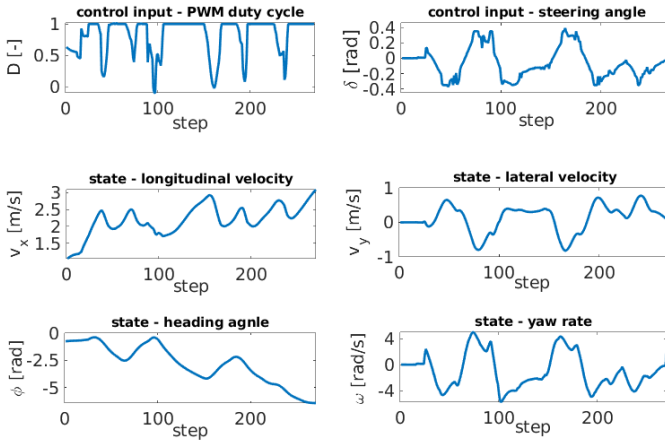 control input - PWM duty cycle
D [-]
1
0.5
0
0
100
200
step
control input - steering angle
δ [rad]
0.4
0.2
0
-0.2
-0.4
0
100
200
step
state - longitudinal velocity
v_x [m/s]
3
2.5
2
1.5
0
100
200
step
state - lateral velocity
v_y [m/s]
1
0
-1
0
100
200
step
state - heading agnle
ϕ [rad]
0
-2.5
-5
0
100
200
step
state - yaw rate
ω [rad/s]
4
0
-4
0
100
200
step